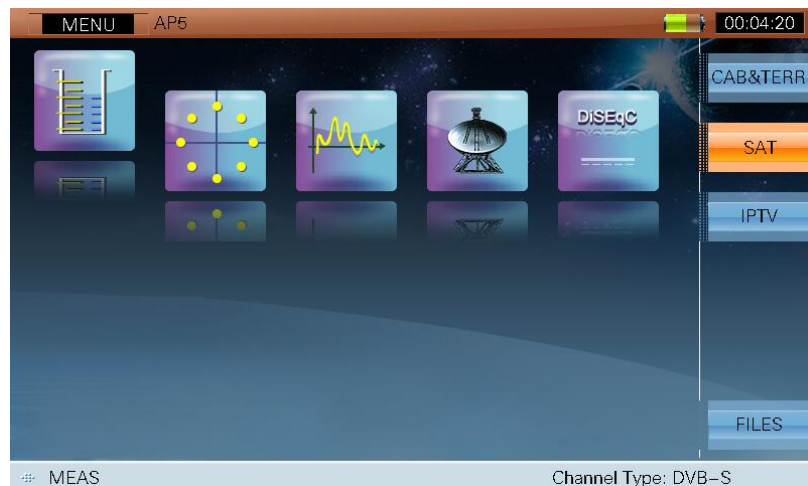 MENU AP5 00:04:20
CAB&TERR
DiSEqC
SAT
IPTV
FILES
MEAS Channel Type: DVB-S